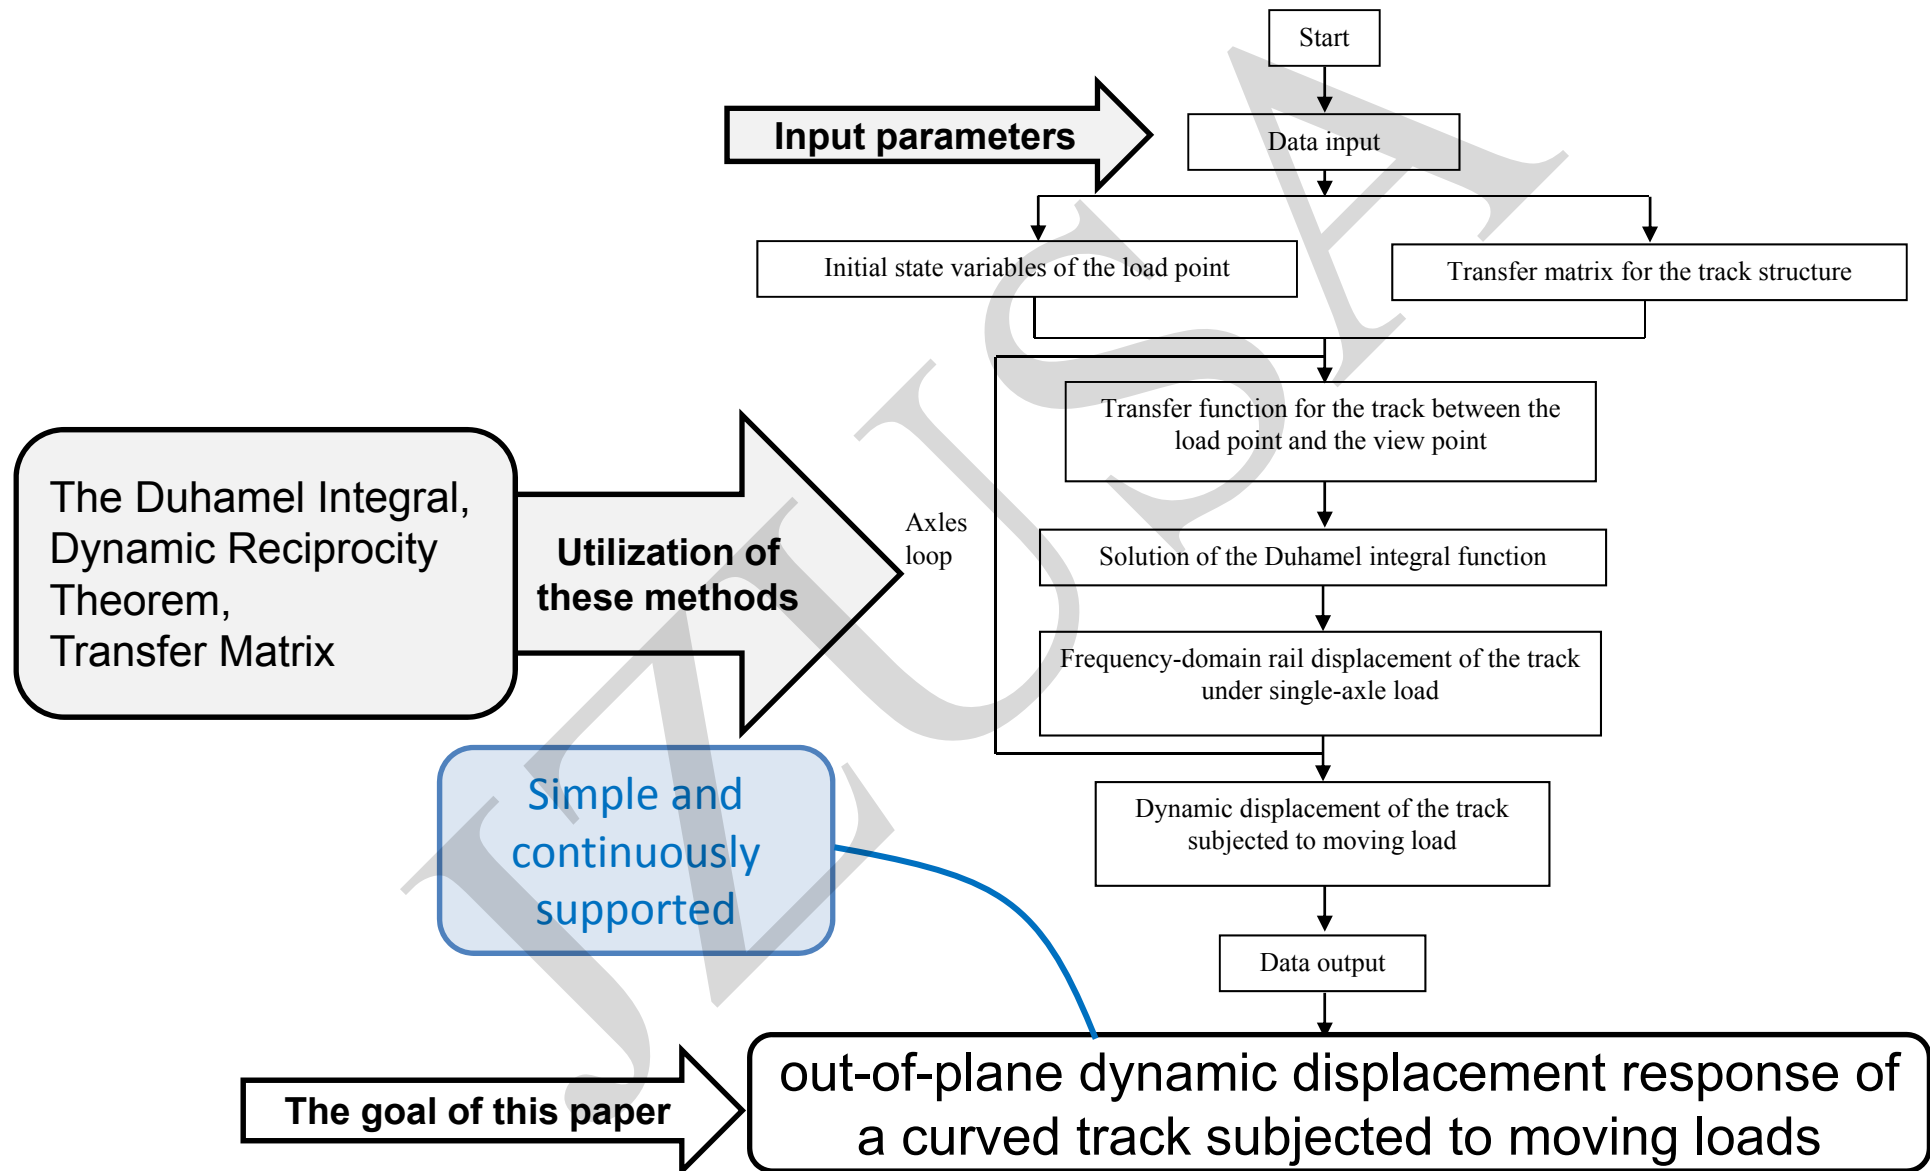 Start
Input parameters
Data input
Initial state variables of the load point
Transfer matrix for the track structure
Transfer function for the track between the
load point and the view point
The Duhamel Integral,
Dynamic Reciprocity
Theorem,
Transfer Matrix
Utilization of
these methods
Axles
loop
Solution of the Duhamel integral function
Frequency-domain rail displacement of the track
under single-axle load
Simple and
continuously
supported
Dynamic displacement of the track
subjected to moving load
Data output
The goal of this paper
out-of-plane dynamic displacement response of
a curved track subjected to moving loads
JZUSA